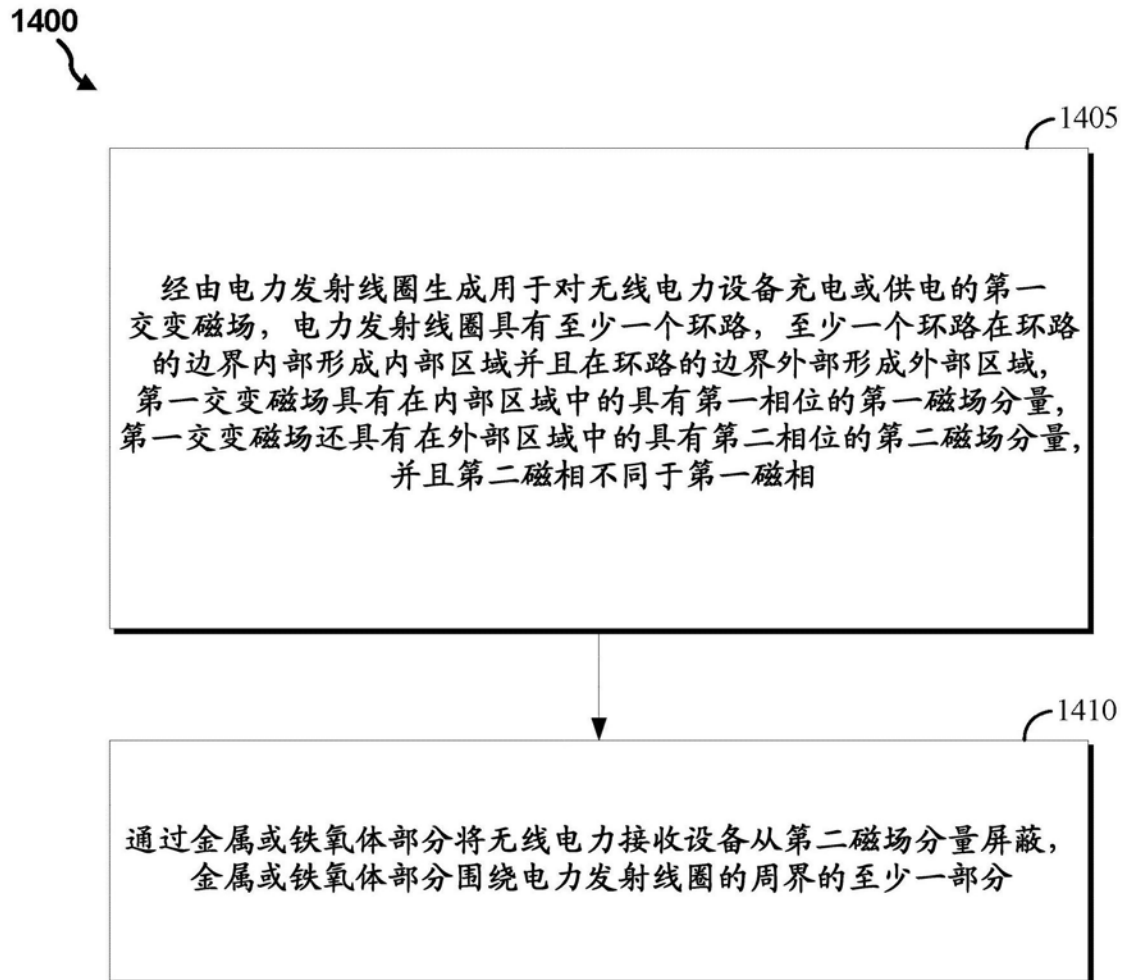 1400
1405
经由电力发射线圈生成用于对无线电力设备充电或供电的第一
交变磁场，电力发射线圈具有至少一个环路，至少一个环路在环路
的边界内部形成内部区域并且在环路的边界外部形成外部区域，
第一交变磁场具有在内部区域中的具有第一相位的第一磁场分量，
第一交变磁场还具有在外部区域中的具有第二相位的第二磁场分量，
并且第二磁相不同于第一磁相
1410
通过金属或铁氧体部分将无线电力接收设备从第二磁场分量屏蔽，
金属或铁氧体部分围绕电力发射线圈的周界的至少一部分